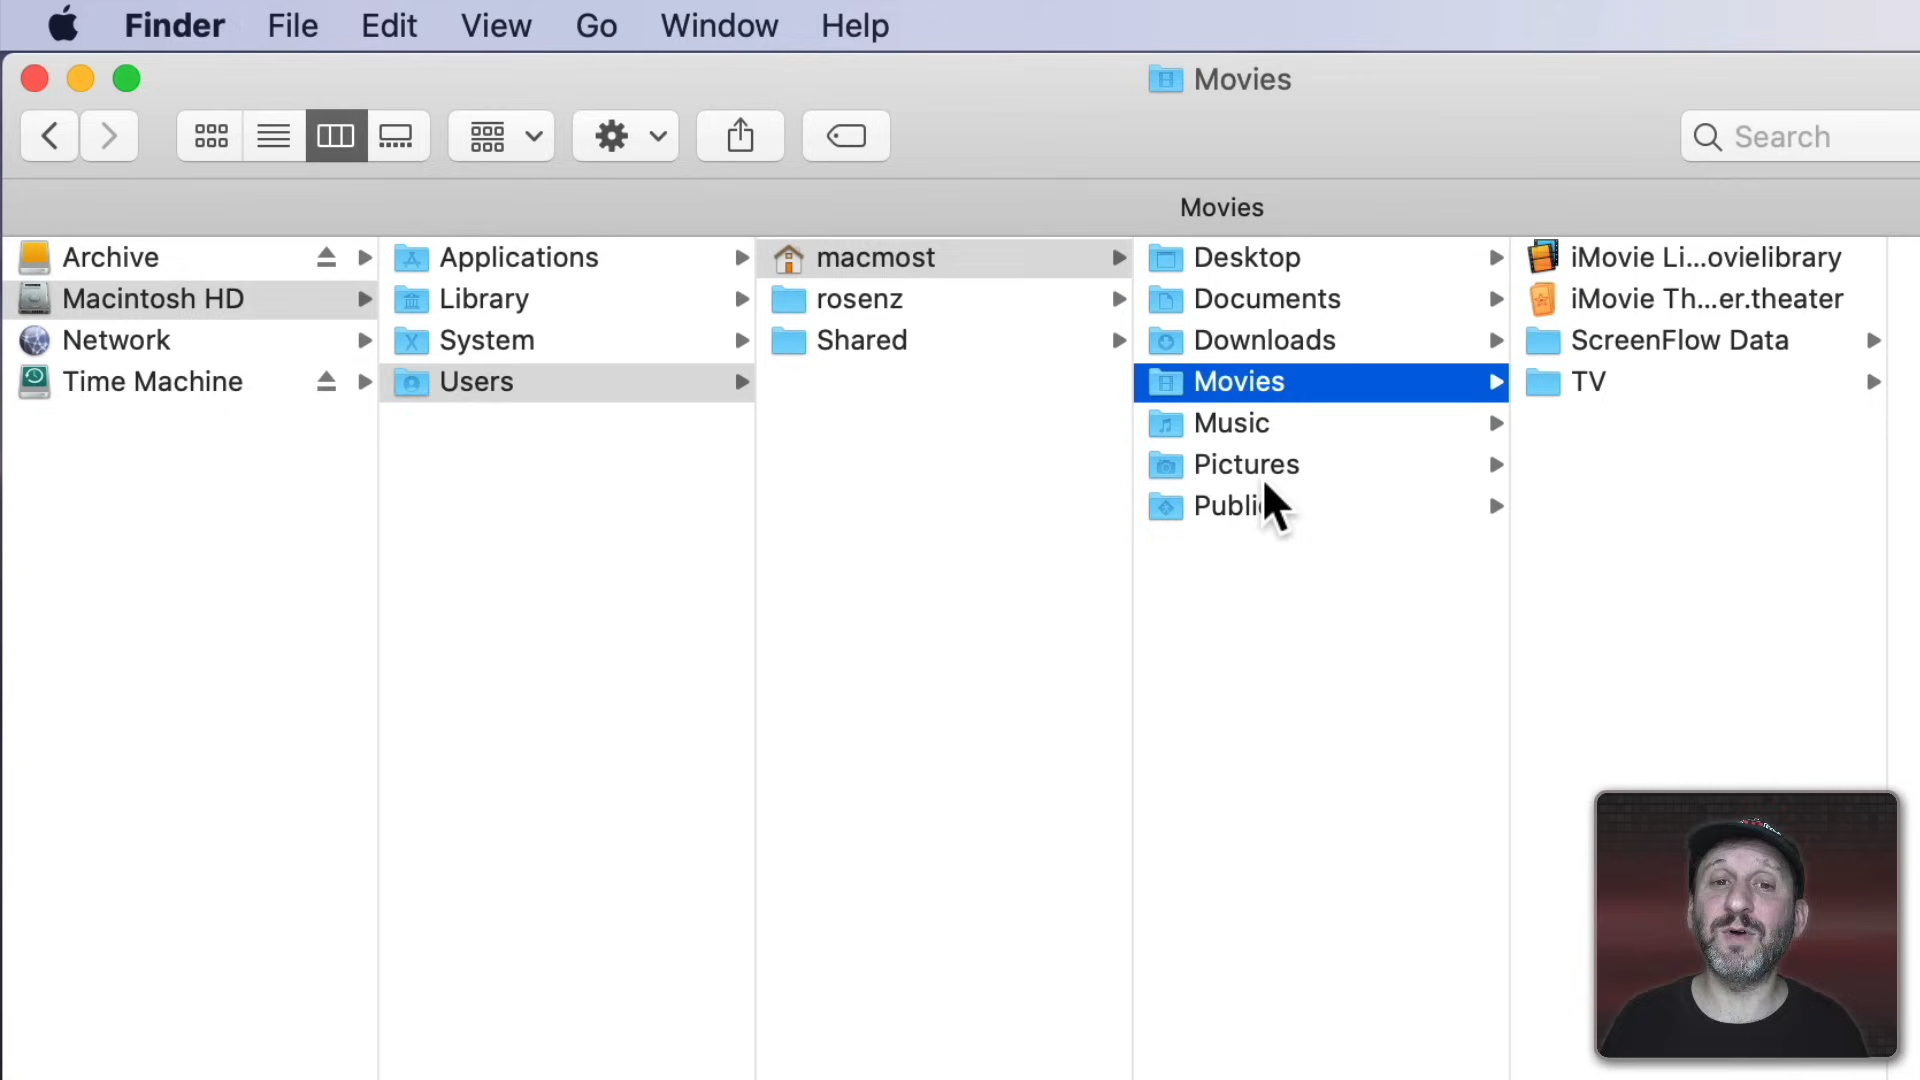 Finder File Edit View Go Window Help
Movies
Search
Movies
Archive
Macintosh HD
Network
Time Machine
Applications
Library
System
Users
macmost
rosenz
Shared
Desktop
Documents
Downloads
Movies
Music
Pictures
Public
iMovie Li...ovielibrary
iMovie Th...er.theater
ScreenFlow Data
TV